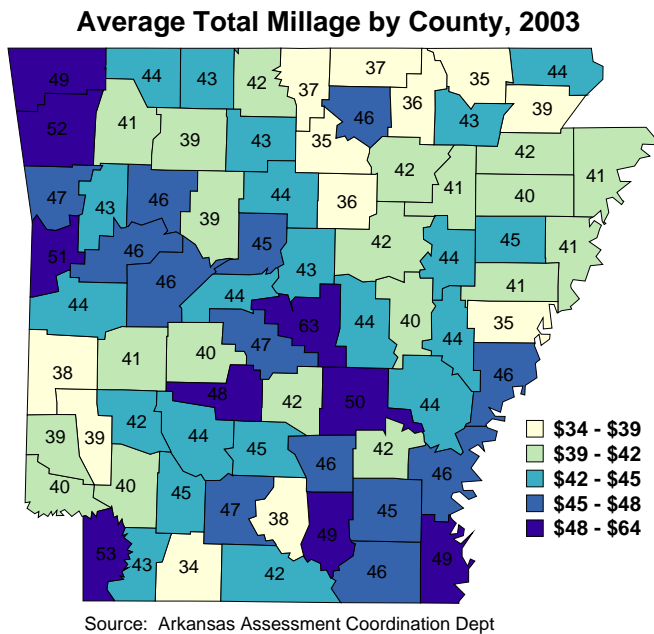 Average Total Millage by County, 2003
49 44 43 42 37 37 35 44
52 41 39 43 35 46 36 43 39
47 43 46 39 44 36 42 41 42 40 41
51 46 46 45 43 42 44 45 41 41
44 44 63 44 40 44 35
38 41 40 47 46
39 39 42 48 42 50 44
40 40 44 45 46 42 46
45 47 38 49 45 49
53 43 34 42 46
$34 - $39
$39 - $42
$42 - $45
$45 - $48
$48 - $64
Source: Arkansas Assessment Coordination Dept